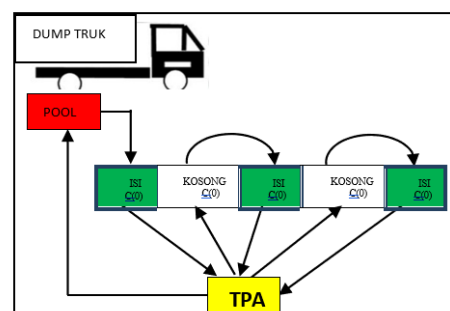 DUMP TRUK
POOL
ISI
C(0)
KOSONG
C(0)
ISI
C(0)
KOSONG
C(0)
ISI
C(0)
TPA